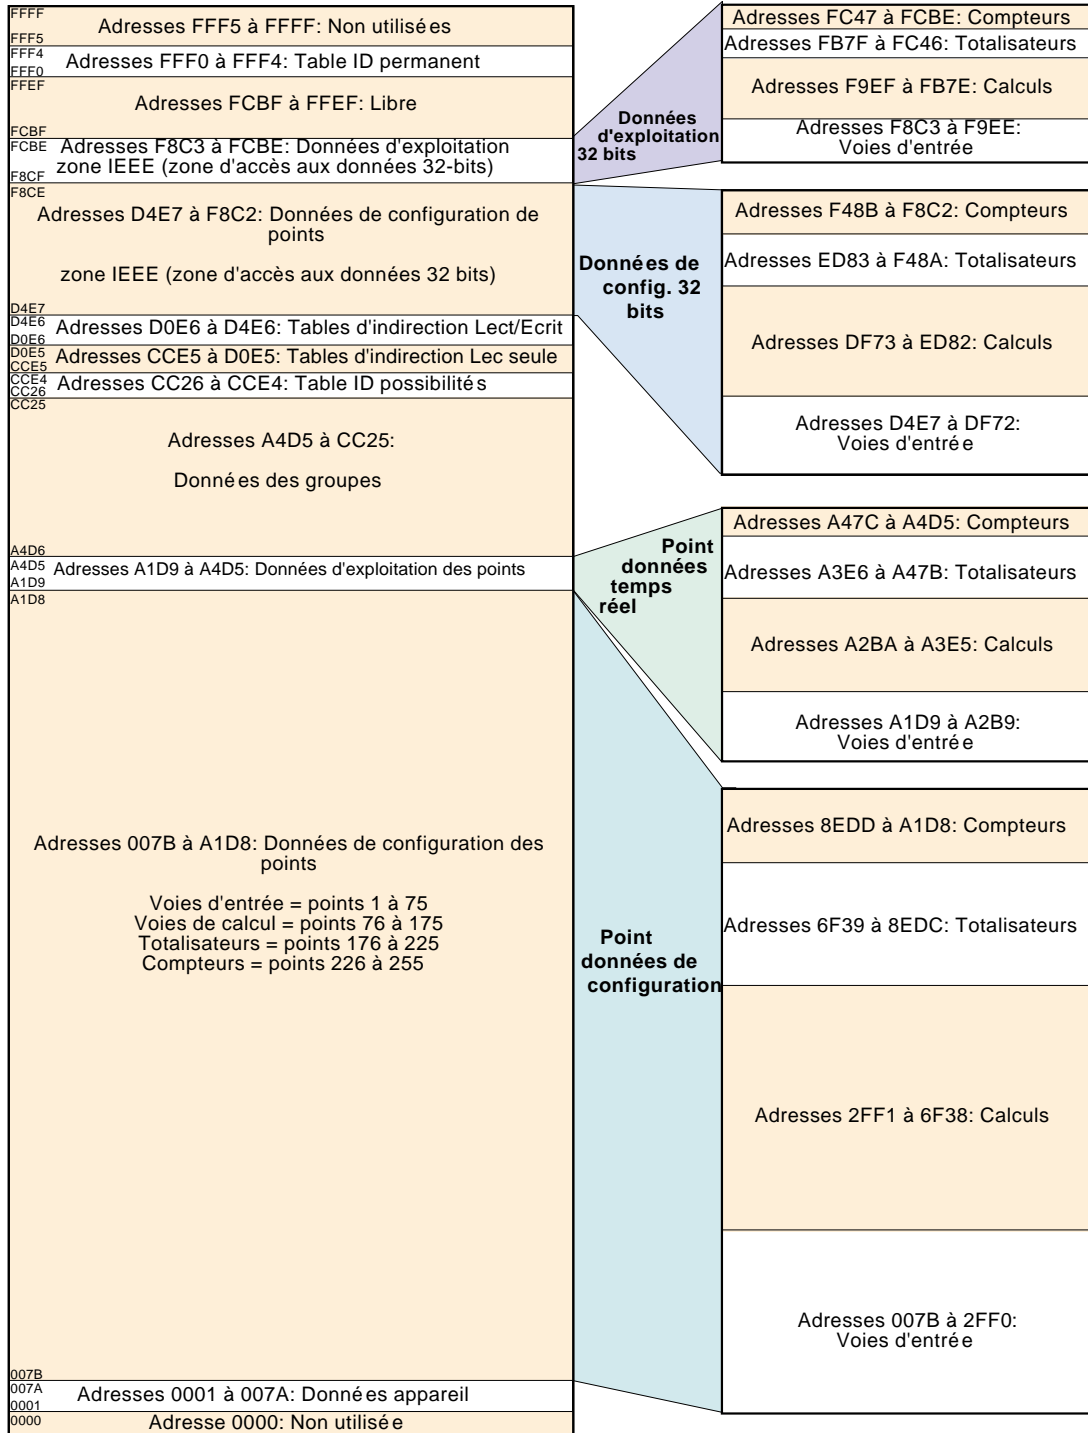 FFFF
Adresses FFF5 à FFFF: Non utilisées
FFF5
FFF4
Adresses FFF0 à FFF4: Table ID permanent
FFF0
FFEF
Adresses FCBF à FFEF: Libre
FCBF
FCBE
Adresses F8C3 à FCBE: Données d'exploitation
zone IEEE (zone d'accès aux données 32-bits)
F8CF
F8CE
Adresses D4E7 à F8C2: Données de configuration de
points
zone IEEE (zone d'accès aux données 32 bits)
D4E7
D4E6
Adresses D0E6 à D4E6: Tables d'indirection Lect/Ecrit
D0E6
D0E5
Adresses CCE5 à D0E5: Tables d'indirection Lec seule
CCE5
CCE4
Adresses CC26 à CCE4: Table ID possibilités
CC26
CC25
Adresses A4D5 à CC25:
Données des groupes
A4D6
A4D5
Adresses A1D9 à A4D5: Données d'exploitation des points
A1D9
A1D8
Adresses 007B à A1D8: Données de configuration des
points
Voies d'entrée = points 1 à 75
Voies de calcul = points 76 à 175
Totalisateurs = points 176 à 225
Compteurs = points 226 à 255
007B
007A
Adresses 0001 à 007A: Données appareil
0001
0000
Adresse 0000: Non utilisée
Données
d'exploitation
32 bits
Adresses FC47 à FCBE: Compteurs
Adresses FB7F à FC46: Totalisateurs
Adresses F9EF à FB7E: Calculs
Adresses F8C3 à F9EE:
Voies d'entrée
Données de
config. 32
bits
Adresses F48B à F8C2: Compteurs
Adresses ED83 à F48A: Totalisateurs
Adresses DF73 à ED82: Calculs
Adresses D4E7 à DF72:
Voies d'entrée
Point
données
temps
réel
Adresses A47C à A4D5: Compteurs
Adresses A3E6 à A47B: Totalisateurs
Adresses A2BA à A3E5: Calculs
Adresses A1D9 à A2B9:
Voies d'entrée
Point
données de
configuration
Adresses 8EDD à A1D8: Compteurs
Adresses 6F39 à 8EDC: Totalisateurs
Adresses 2FF1 à 6F38: Calculs
Adresses 007B à 2FF0:
Voies d'entrée